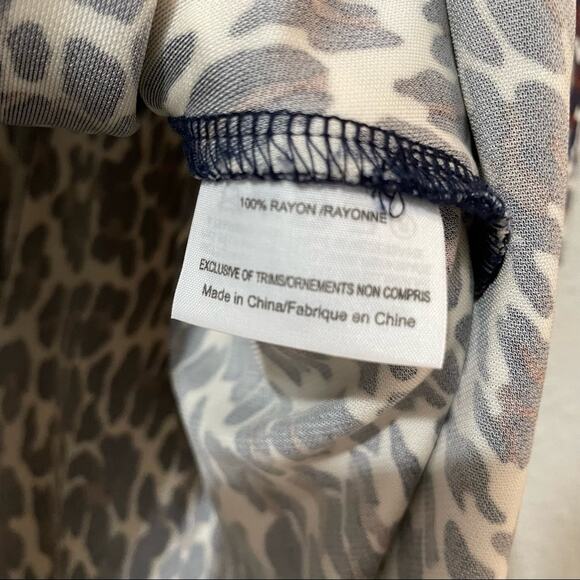 100% RAYON /RAYONNE
EXCLUSIVE OF TRIMS/ORNEMENTS NON COMPRIS
Made in China/Fabrique en Chine